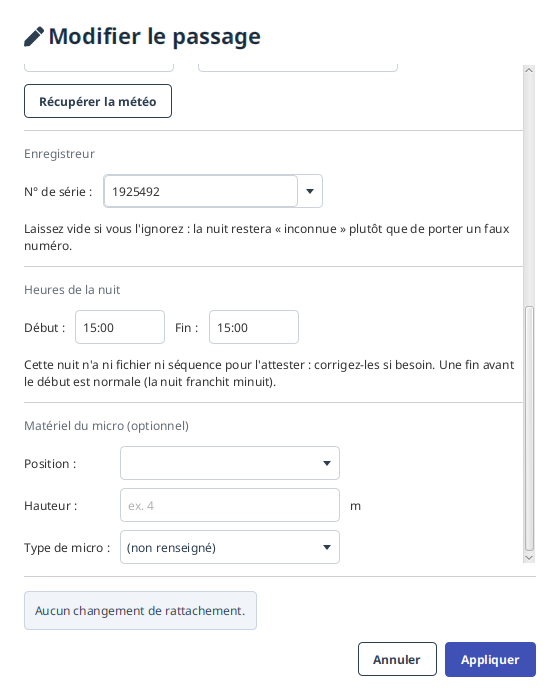 Modifier le passage
Récupérer la météo
Enregistreur
N° de série :
1925492
Laissez vide si vous l'ignorez : la nuit restera « inconnue » plutôt que de porter un faux
numéro.
Heures de la nuit
Début :
15:00
Fin :
15:00
Cette nuit n'a ni fichier ni séquence pour l'attester : corrigez-les si besoin. Une fin avant
le début est normale (la nuit franchit minuit).
Matériel du micro (optionnel)
Position :
Hauteur :
ex. 4
m
Type de micro :
(non renseigné)
Aucun changement de rattachement.
Annuler
Appliquer